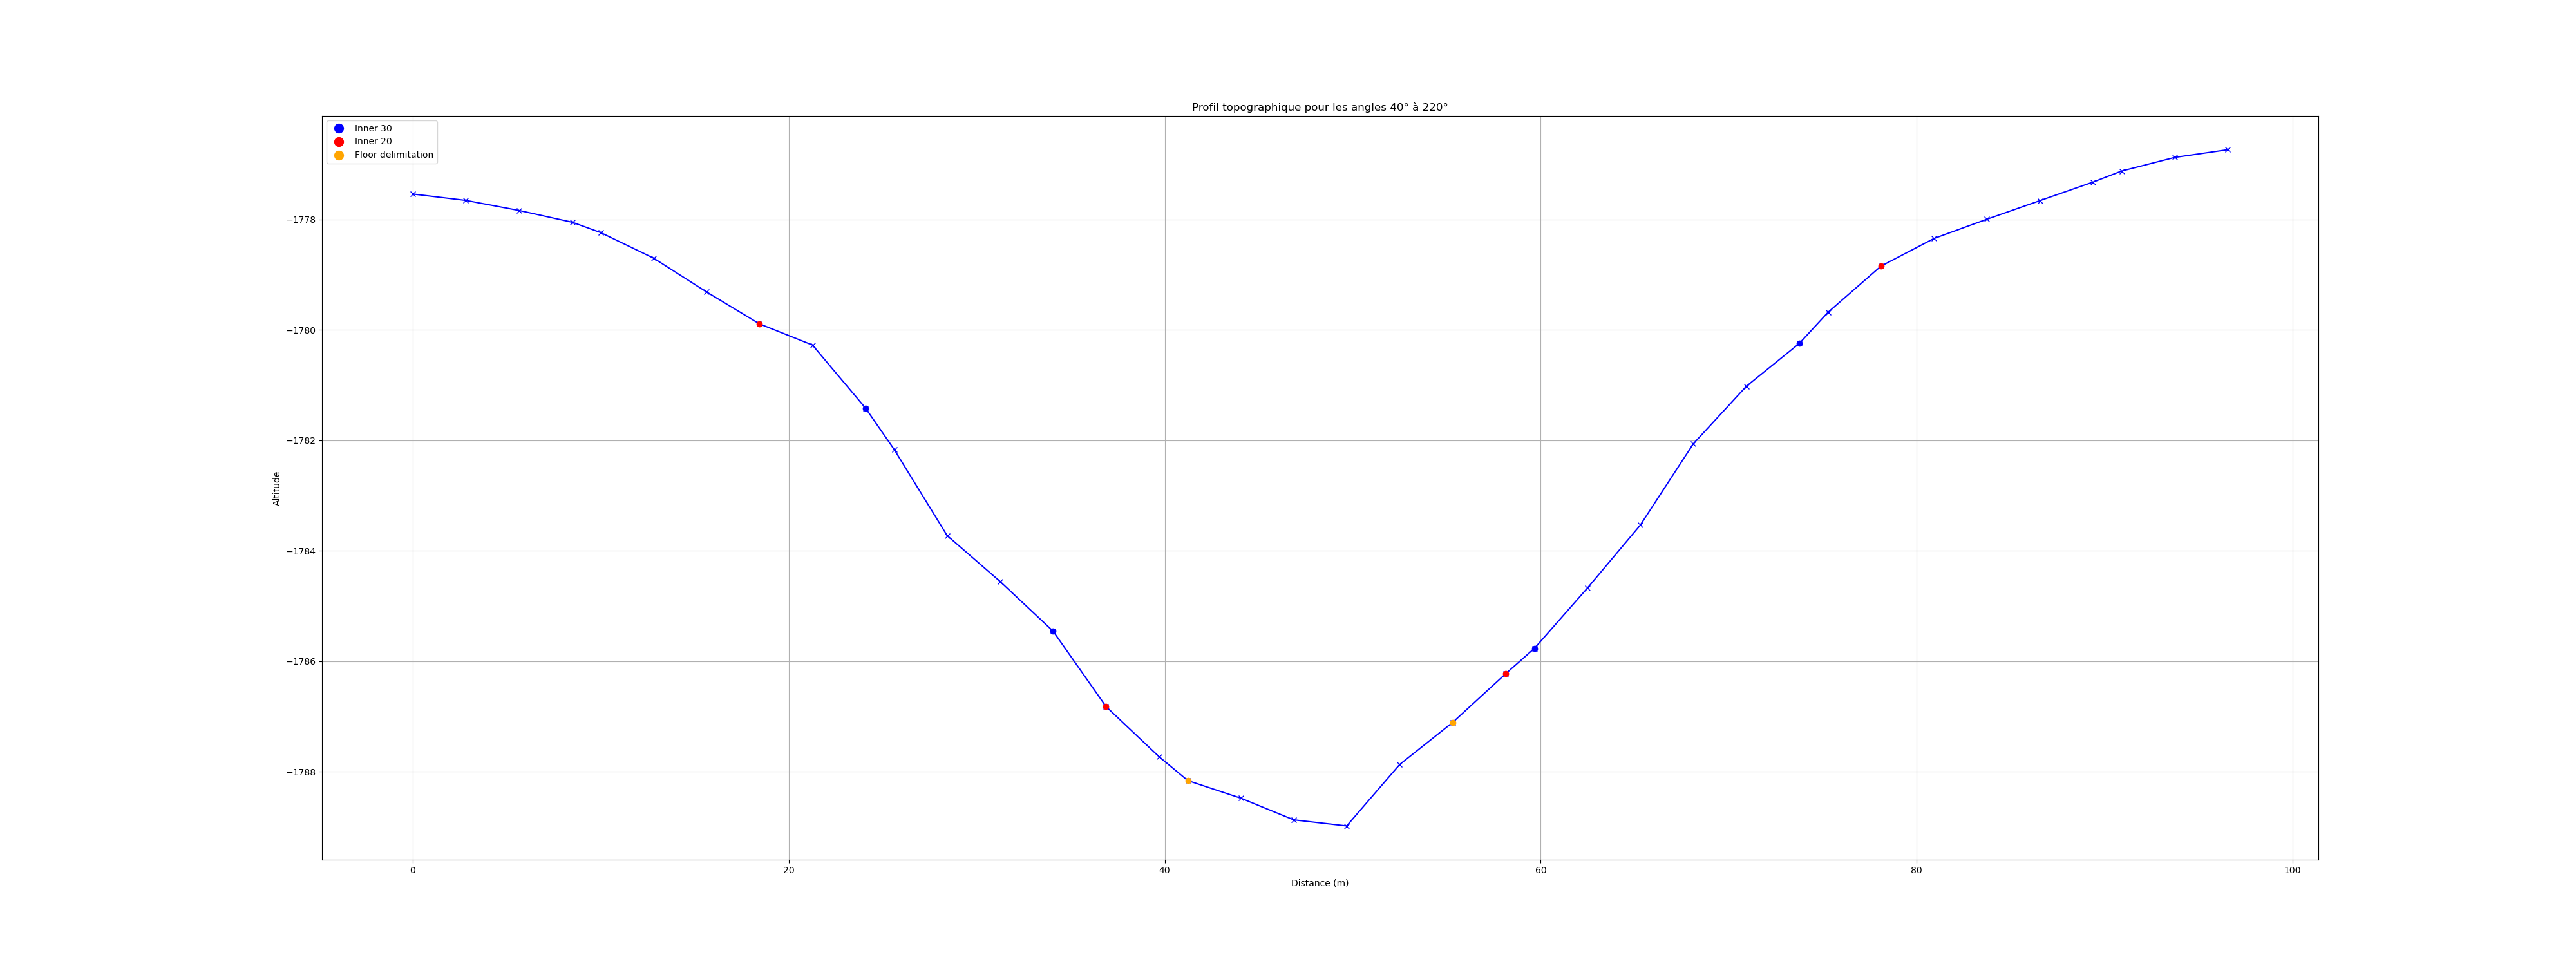 Profil topographique pour les angles 40° à 220°
Inner 30
Inner 20
Floor delimitation
Altitude
−1778
−1780
−1782
−1784
−1786
−1788
0
20
40
60
80
100
Distance (m)